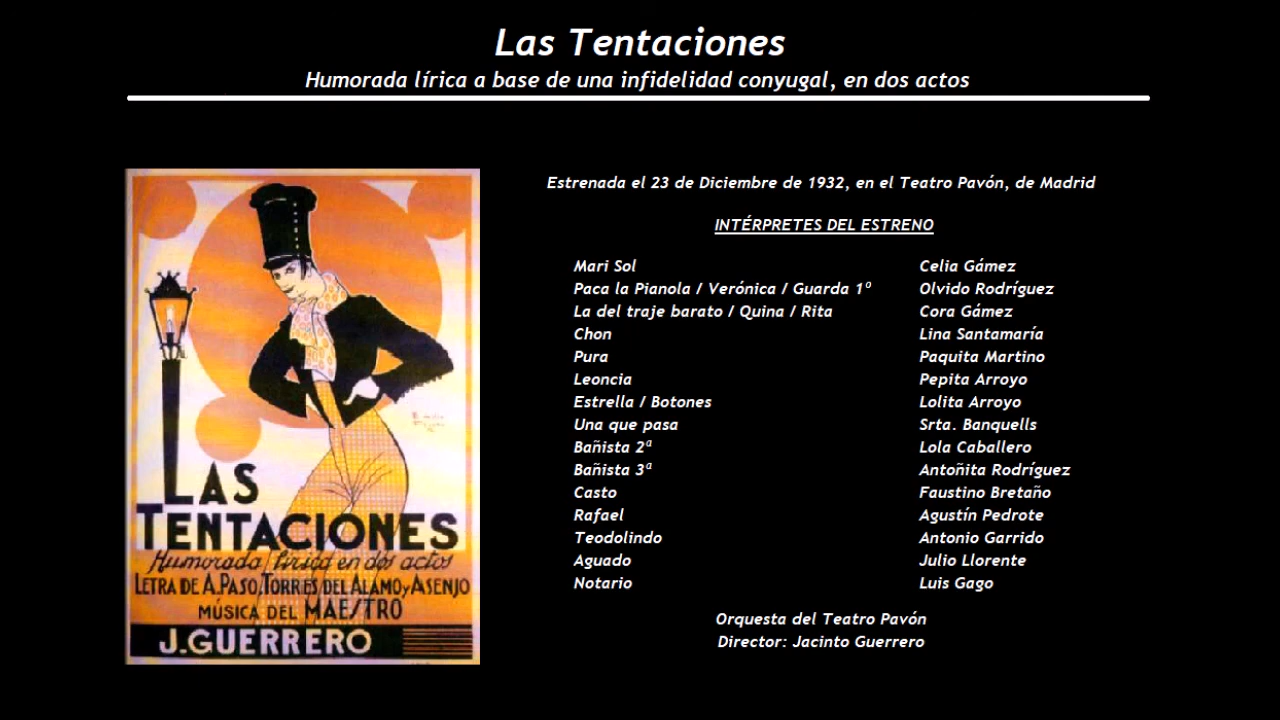 Las Tentaciones
Humorada lírica a base de una infidelidad conyugal, en dos actos
Estrenada el 23 de Diciembre de 1932, en el Teatro Pavón, de Madrid
INTÉRPRETES DEL ESTRENO
Mari Sol Celia Gámez
Paca la Pianola / Verónica / Guarda 1º Olvido Rodríguez
La del traje barato / Quina / Rita Cora Gámez
Chon Lina Santamaría
Pura Paquita Martino
Leoncia Pepita Arroyo
Estrella / Botones Lolita Arroyo
Una que pasa Srta. Banquells
Bañista 2ª Lola Caballero
Bañista 3ª Antoñita Rodríguez
Casto Faustino Bretaño
Rafael Agustín Pedrote
Teodolindo Antonio Garrido
Aguado Julio Llorente
Notario Luis Gago
Orquesta del Teatro Pavón
Director: Jacinto Guerrero
LAS
TENTACIONES
Humorada lírica en dos actos
LETRA DE A. PASO, TORRES DEL ALAMO y ASENJO
MÚSICA DEL MAESTRO
J. GUERRERO